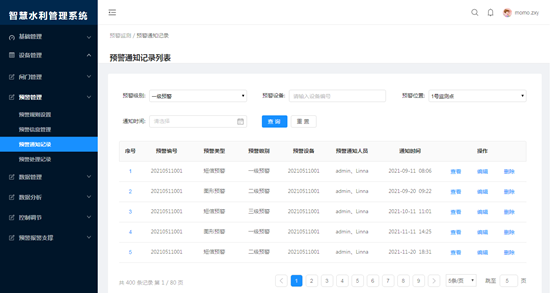 智慧水利管理系统
momo.zxy
基础管理
设备管理
闸门管理
预警管理
预警规则设置
预警信息管理
预警通知记录
预警处理记录
数据管理
数据分析
控制调节
预警报警支撑
预警监测 / 预警通知记录
预警通知记录列表
预警级别: 一级预警 预警设备: 请输入设备编号 预警位置: 1号监测点
通知时间: 请选择 查 询 重 置
序号 预警编号 预警类型 预警级别 预警设备 预警通知人员 通知时间 操作
1 20210511001 短信预警 一级预警 20210511001 admin, Linna 2021-09-11 08:06 查看 编辑 删除
2 20210511001 图形预警 二级预警 20210511001 admin, Linna 2021-09-20 09:22 查看 编辑 删除
3 20210511001 短信预警 三级预警 20210511001 admin, Linna 2021-10-11 11:01 查看 编辑 删除
4 20210511001 图形预警 一级预警 20210511001 admin, Linna 2021-11-11 14:25 查看 编辑 删除
5 20210511001 短信预警 二级预警 20210511001 admin, Linna 2021-11-20 18:31 查看 编辑 删除
共 400 条记录 第 1 / 80 页 1 2 3 4 5 6 7 8 9 5条/页 跳至 5 页